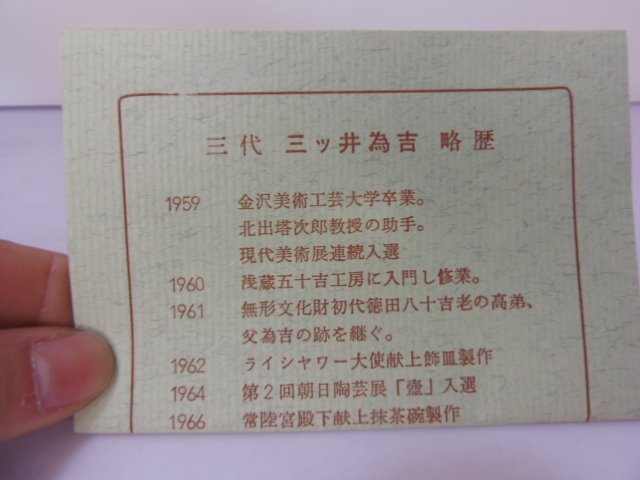 三代 三ッ井為吉 略歴
1959 金沢美術工芸大学卒業。
北出塔次郎教授の助手。
現代美術展連続入選
1960 浅蔵五十吉工房に入門し修業。
1961 無形文化財初代徳田八十吉老の高弟、
父為吉の跡を継ぐ。
1962 ライシャワー大使献上飾皿製作
1964 第2回朝日陶芸展「壺」入選
1966 常陸宮殿下献上抹茶碗製作